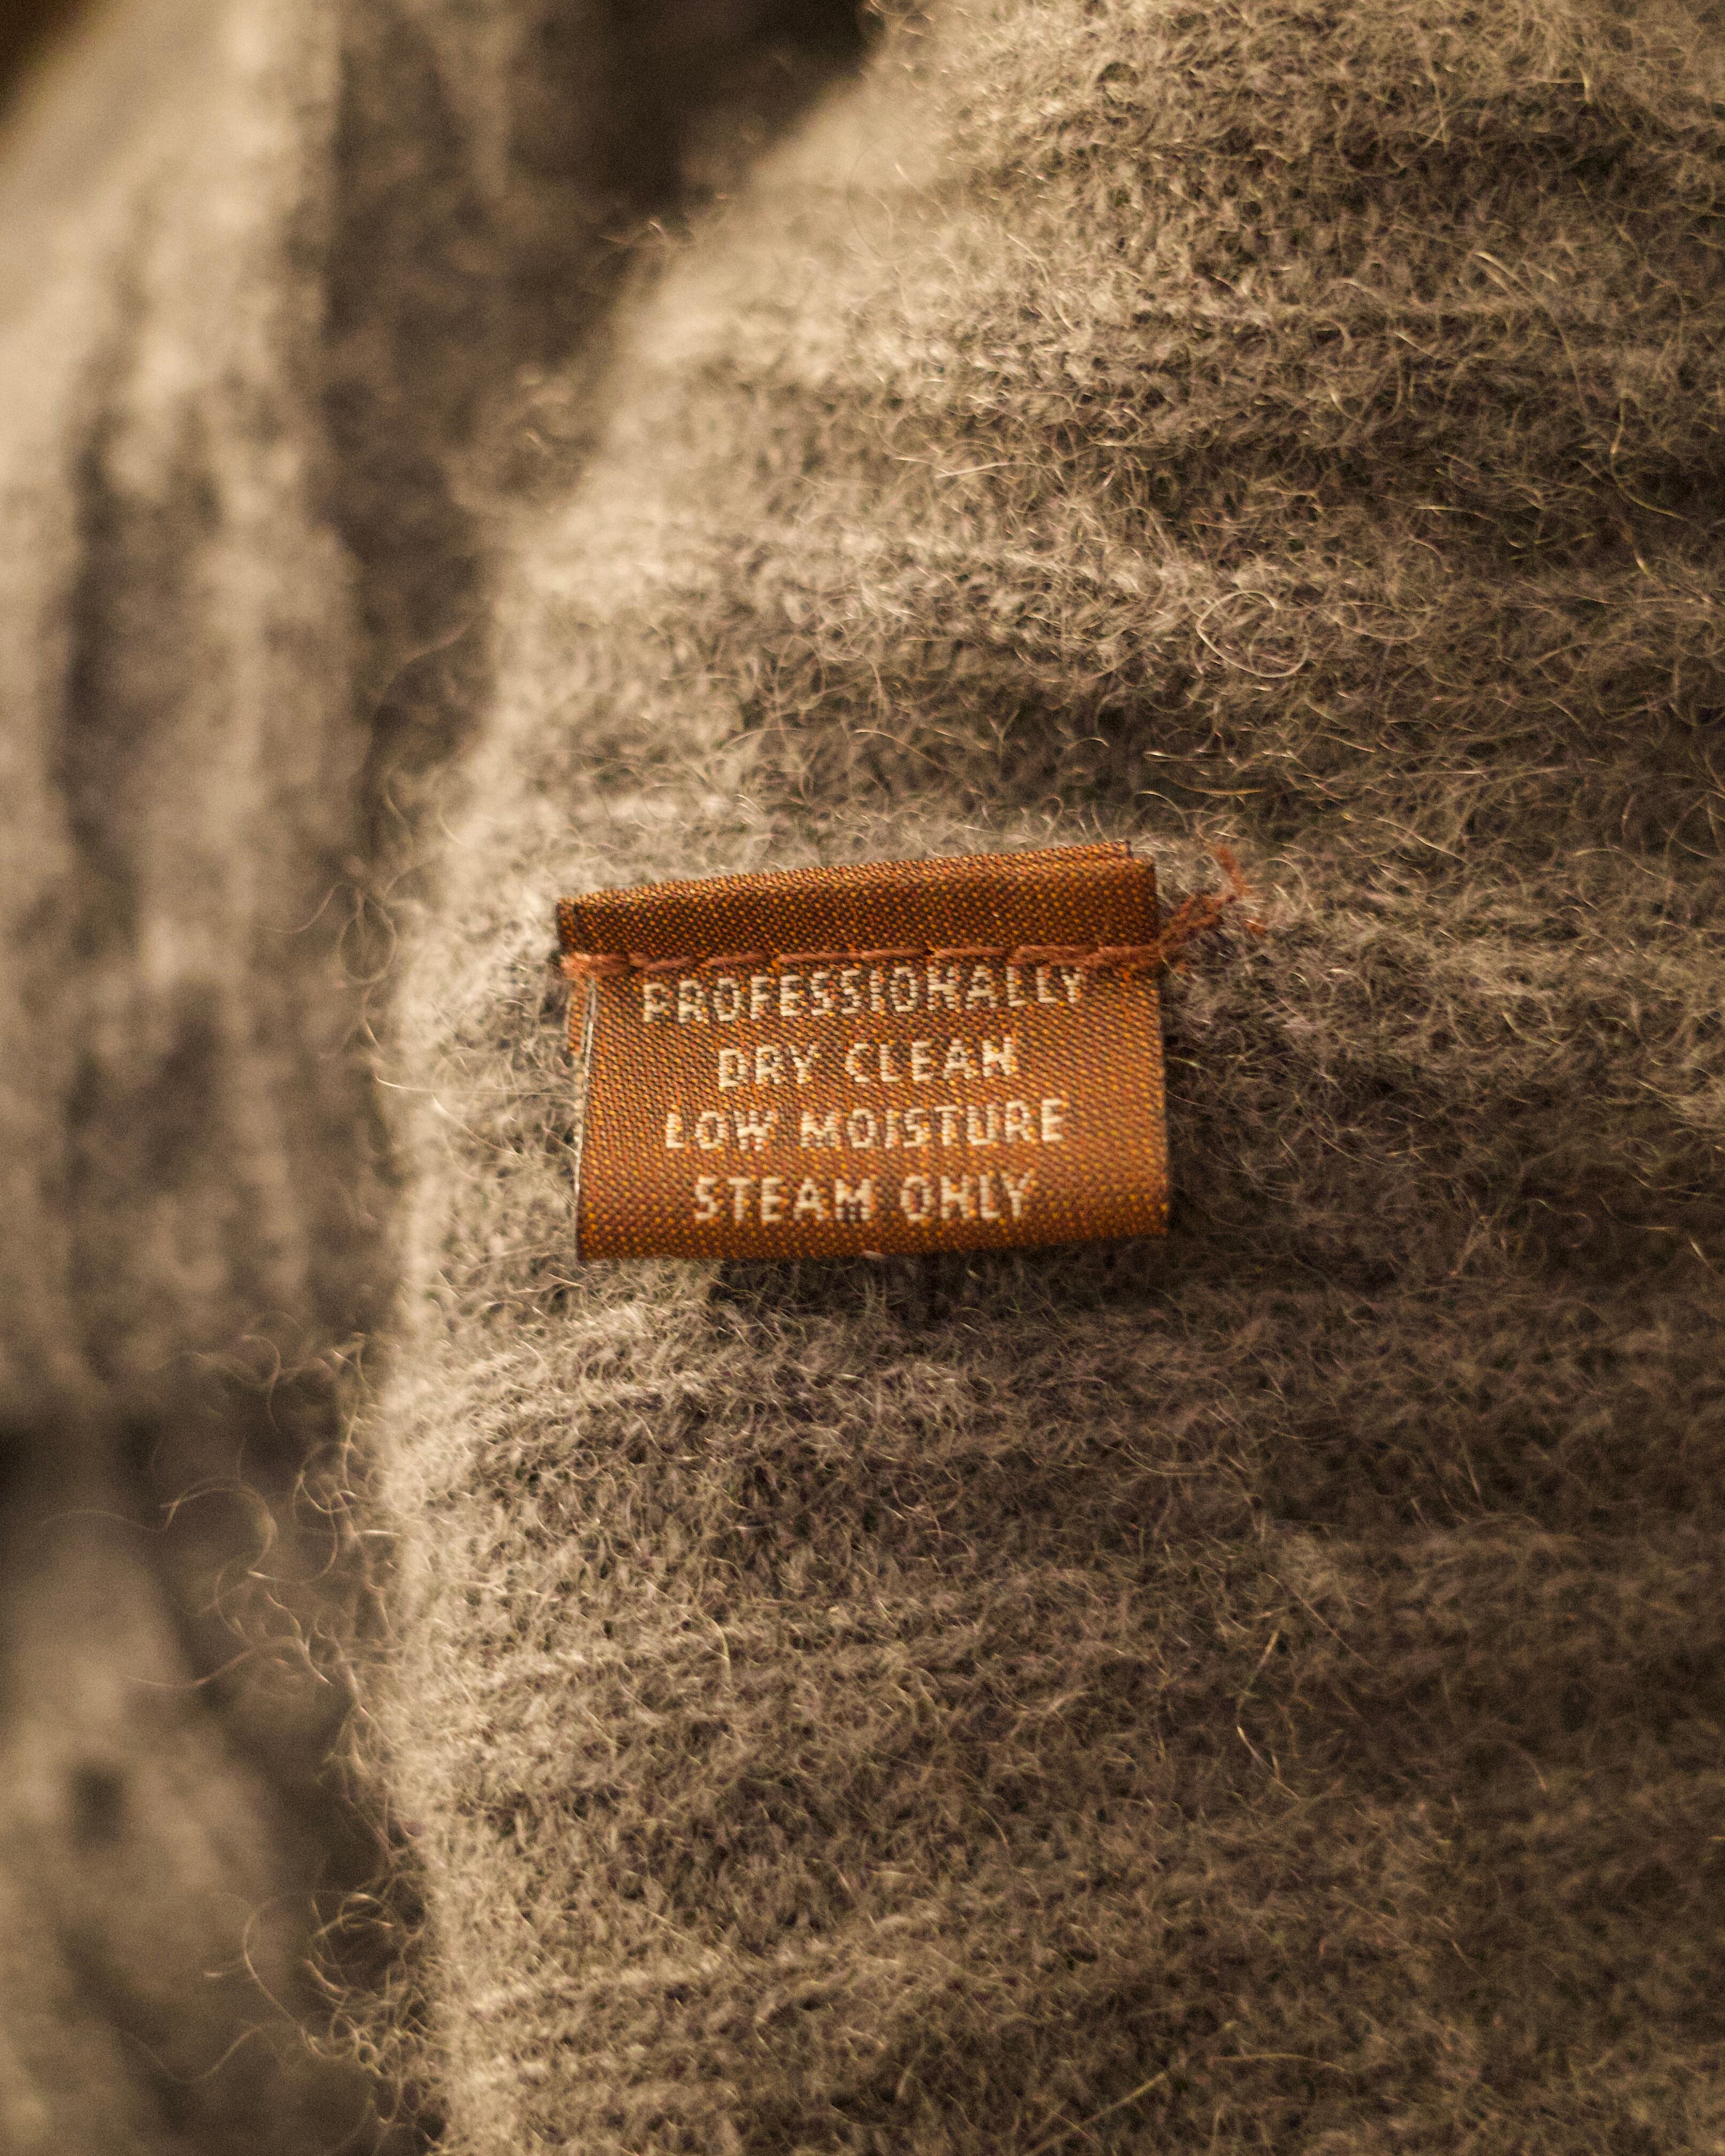 PROFESSIONALLY
DRY CLEAN
LOW MOISTURE
STEAM ONLY